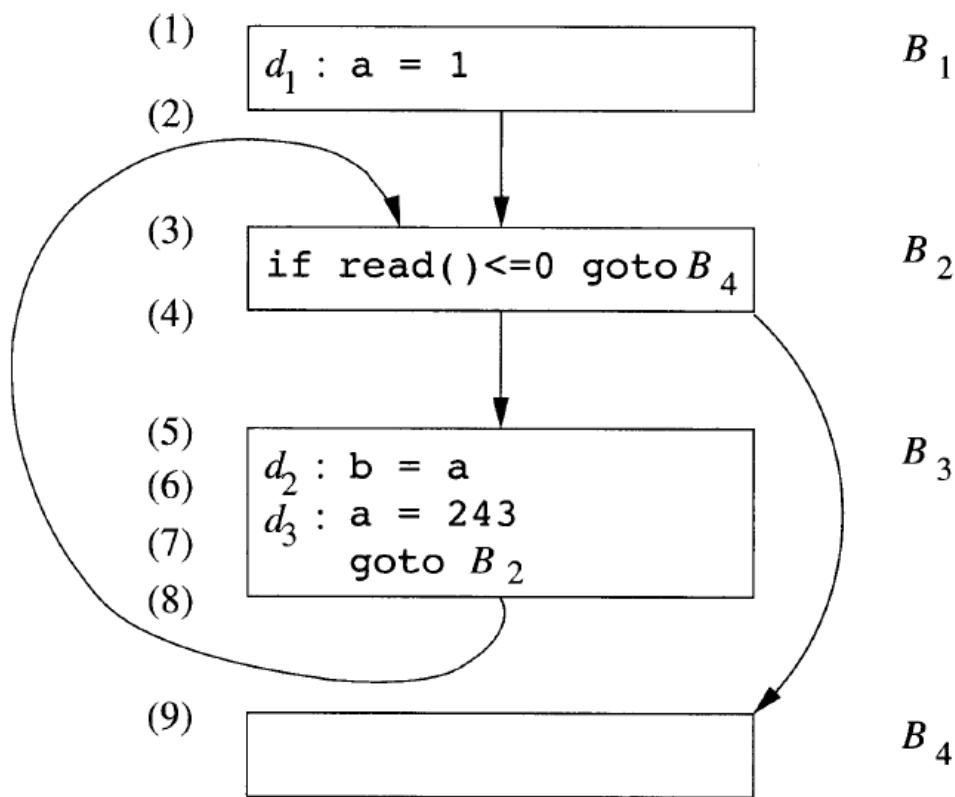 (1)
d1 : a = 1
B1
(2)
(3)
if read()<=0 goto B4
B2
(4)
(5)
d2 : b = a
B3
(6)
d3 : a = 243
(7)
goto B2
(8)
(9)
B4